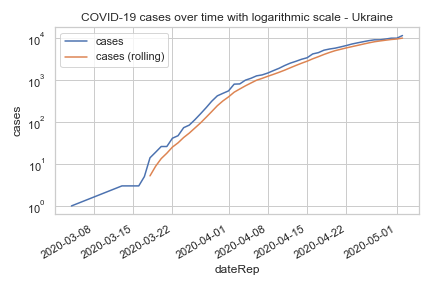 COVID-19 cases over time with logarithmic scale - Ukraine
cases
cases (rolling)
10⁴
10³
10²
10¹
10⁰
cases
2020-03-08
2020-03-15
2020-03-22
2020-04-01
2020-04-08
2020-04-15
2020-04-22
2020-05-01
dateRep